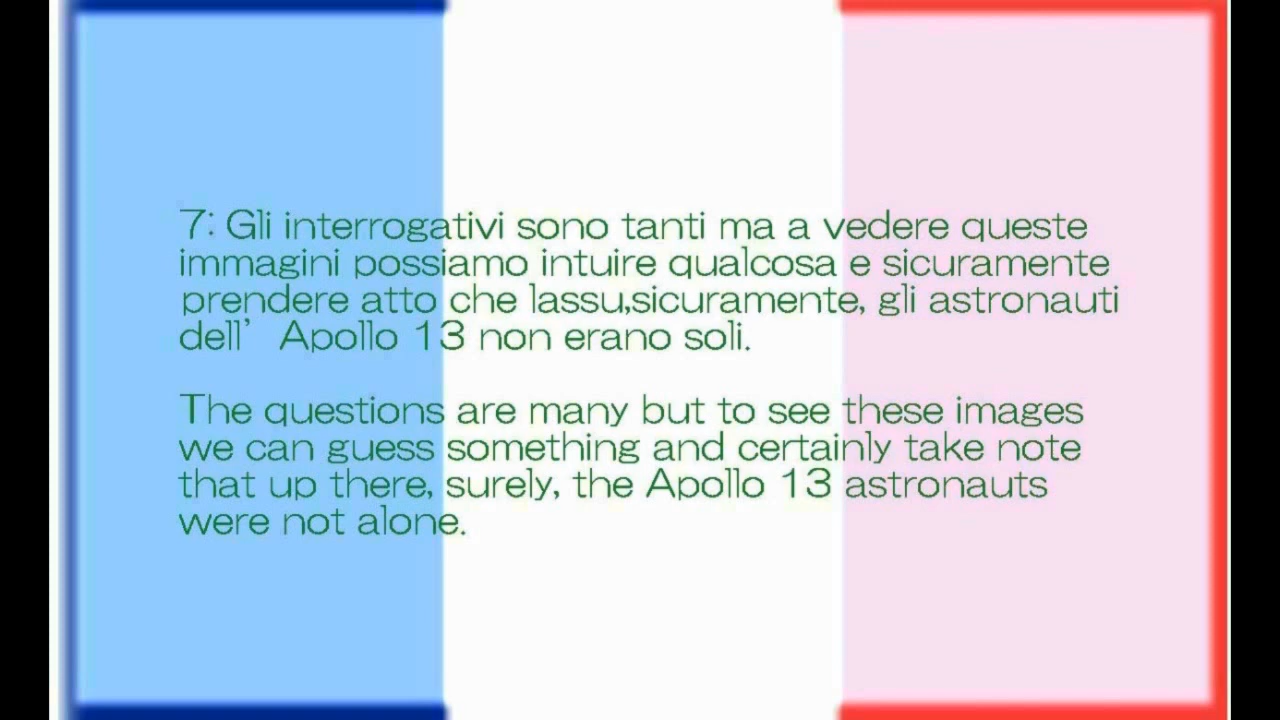 7: Gli interrogativi sono tanti ma a vedere queste
immagini possiamo intuire qualcosa e sicuramente
prendere atto che lassu,sicuramente, gli astronauti
dell’ Apollo 13 non erano soli.
The questions are many but to see these images
we can guess something and certainly take note
that up there, surely, the Apollo 13 astronauts
were not alone.